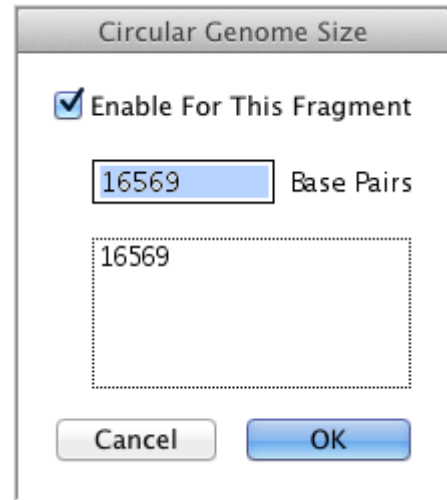 Circular Genome Size
Enable For This Fragment
16569 Base Pairs
16569
Cancel OK